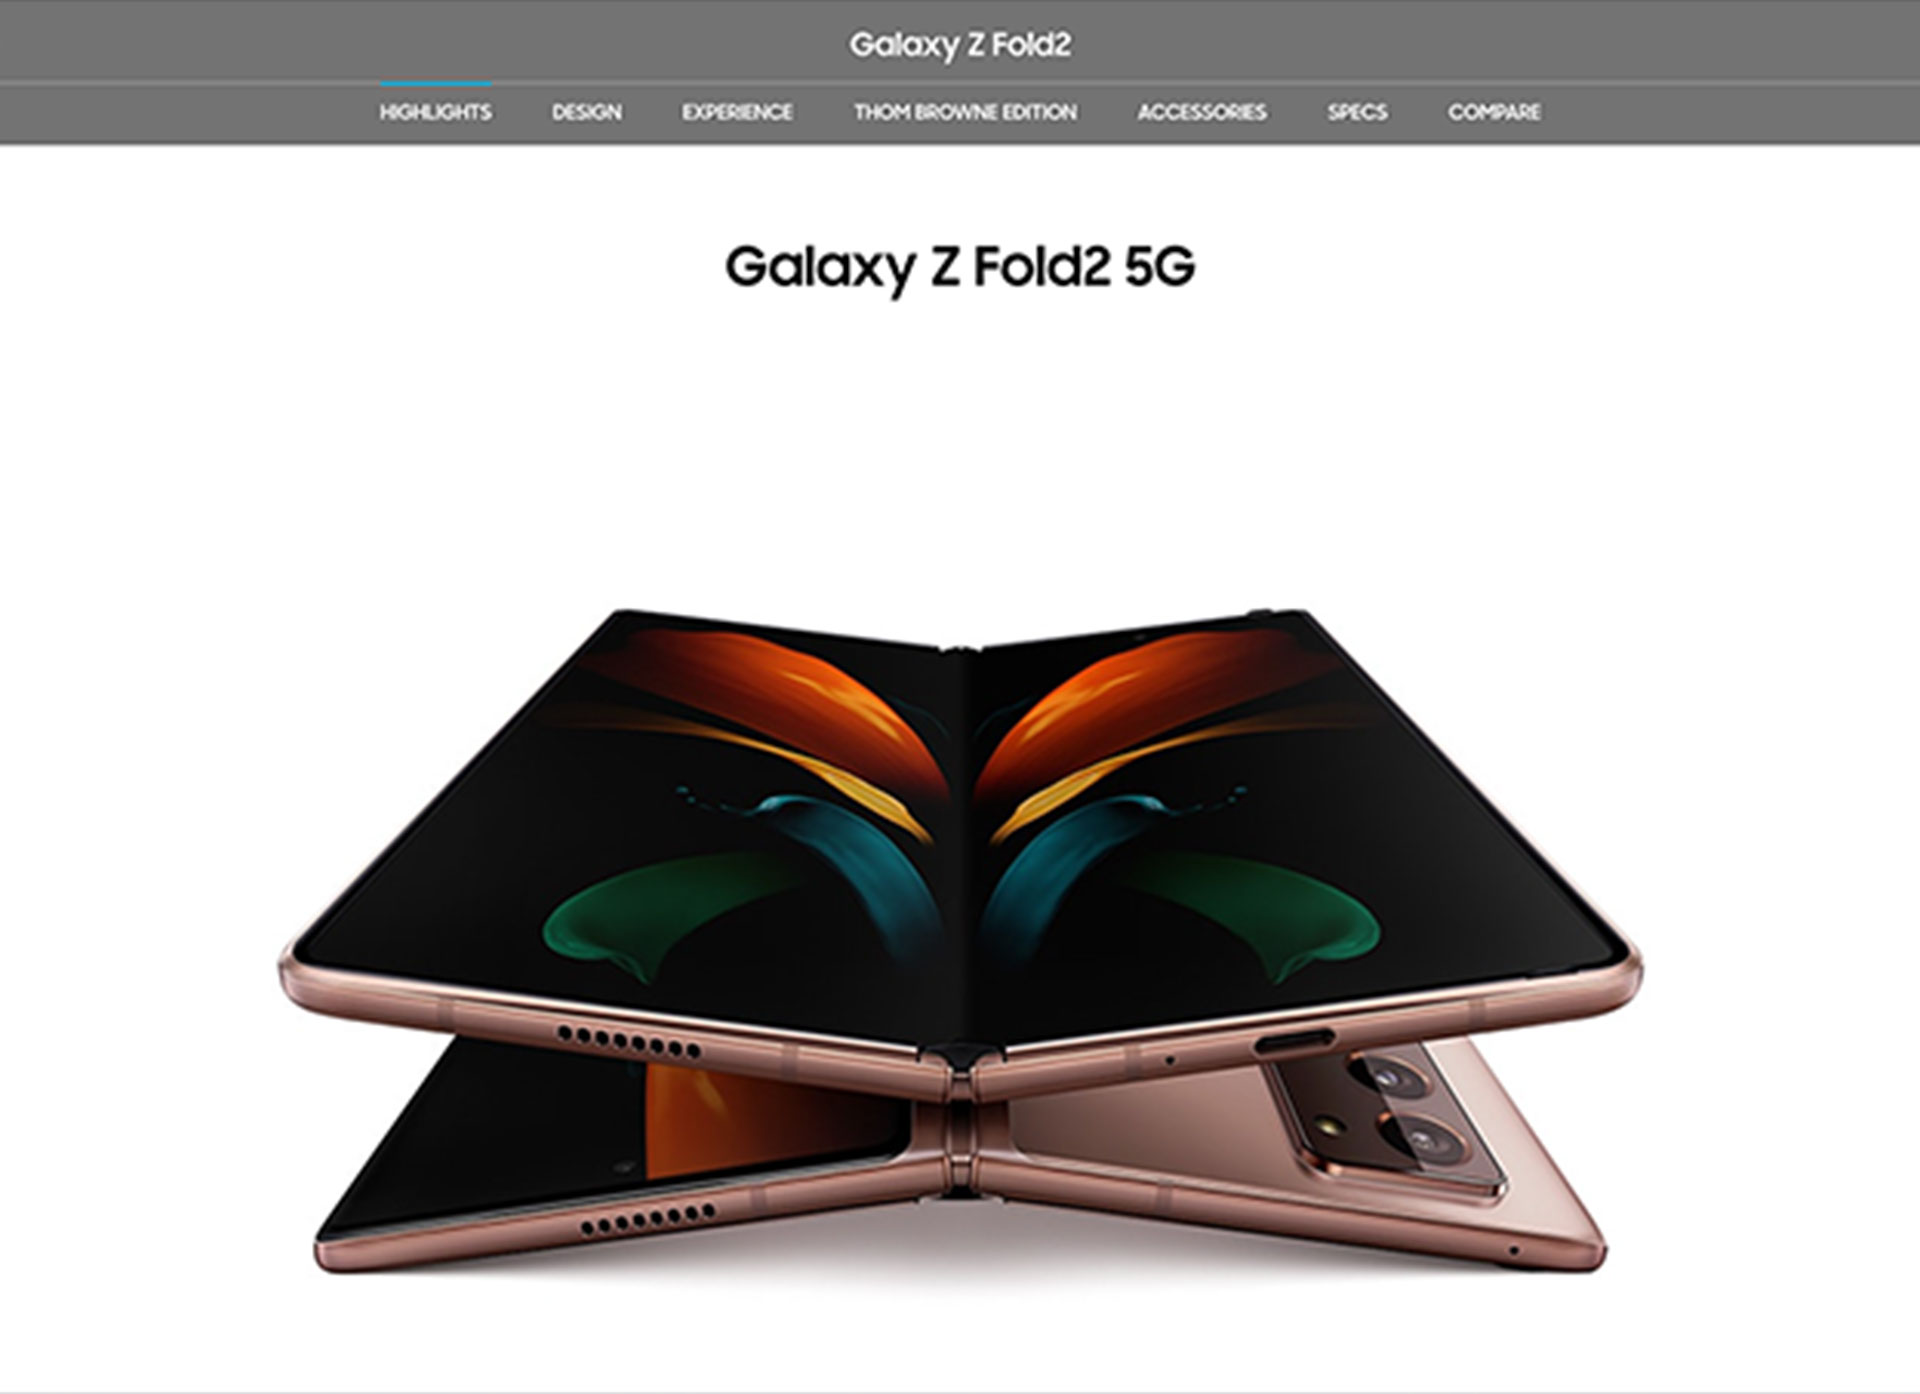 Galaxy Z Fold2
HIGHLIGHTS DESIGN EXPERIENCE THOM BROWNE EDITION ACCESSORIES SPECS COMPARE
Galaxy Z Fold2 5G